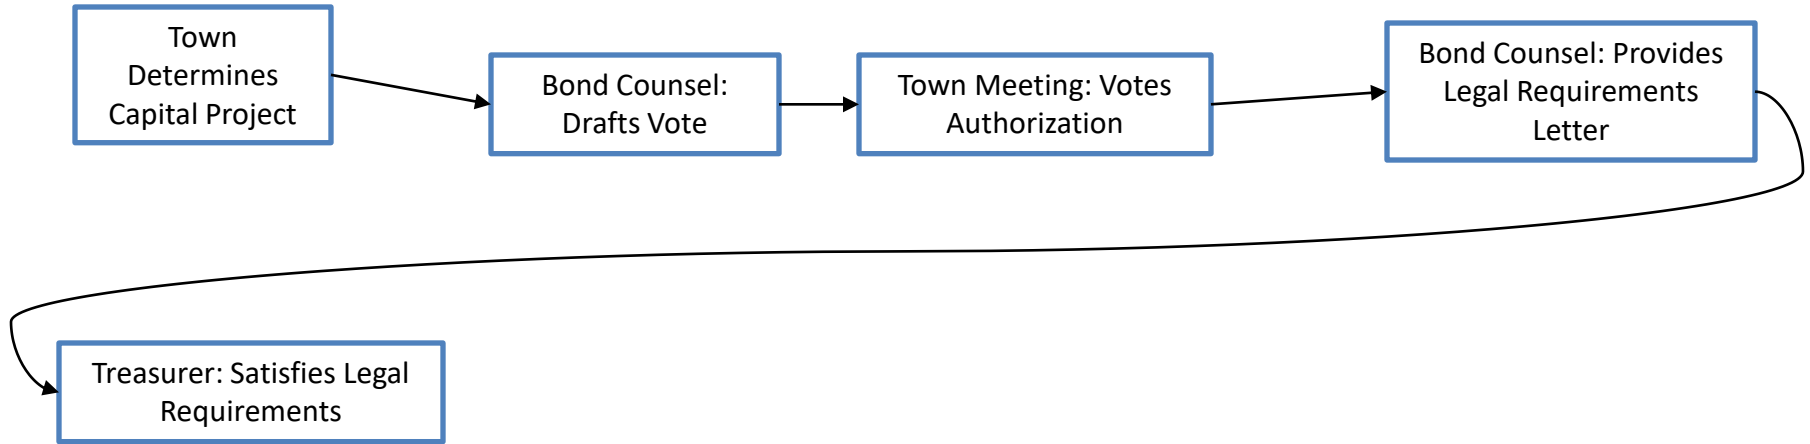 Town
Determines
Capital Project
Bond Counsel:
Drafts Vote
Town Meeting: Votes
Authorization
Bond Counsel: Provides
Legal Requirements
Letter
Treasurer: Satisfies Legal
Requirements